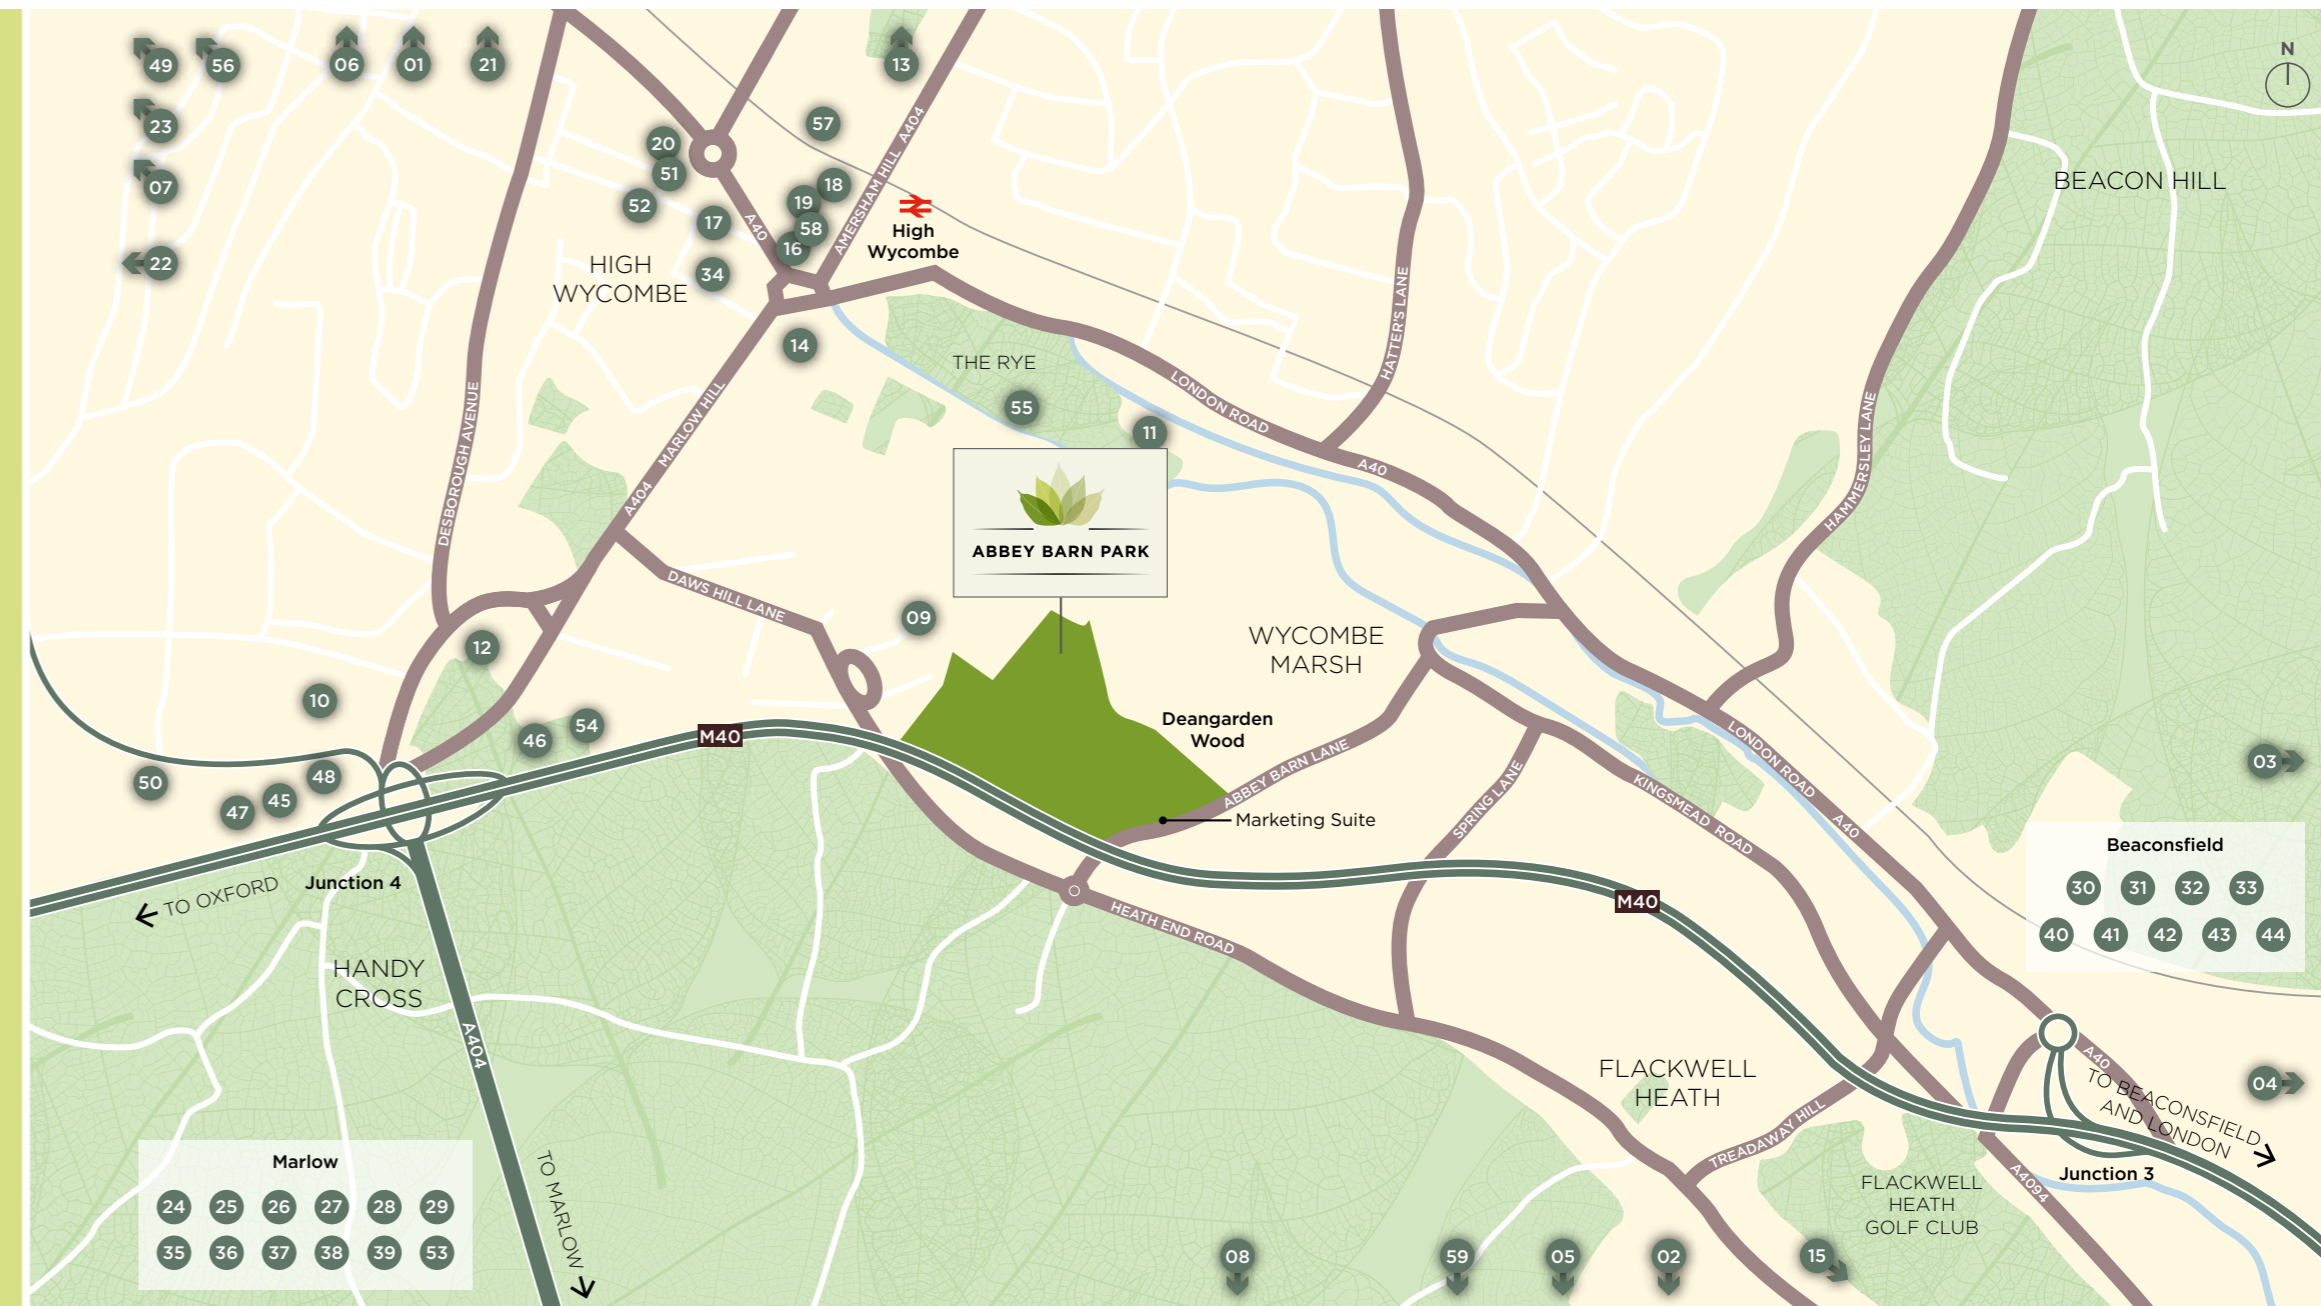 49
56
06
01
21
13
N
23
07
22
20
51
52
57
17
18
19
58
16
34
A40
AMERSHAM HILL
A404
High
Wycombe
HIGH
WYCOMBE
BEACON HILL
14
THE RYE
55
11
LONDON ROAD
A40
HATTER'S LANE
HAMMERSLEY LANE
DESBOROUGH AVENUE
MARLOW HILL
A404
ABBEY BARN PARK
DAWS HILL LANE
09
12
10
WYCOMBE
MARSH
Deangarden
Wood
46
54
M40
50
47
45
48
ABBEY BARN LANE
Marketing Suite
SPRING LANE
KINGSMEAD ROAD
LONDON ROAD
A40
03
Beaconsfield
30
31
32
33
40
41
42
43
44
TO OXFORD
Junction 4
M40
HEATH END ROAD
HANDY
CROSS
A404
FLACKWELL
HEATH
A40
TO BEACONSFIELD
AND LONDON
04
TREADAWAY HILL
Junction 3
A4094
FLACKWELL
HEATH
GOLF CLUB
Marlow
24
25
26
27
28
29
35
36
37
38
39
53
TO MARLOW
08
59
05
02
15